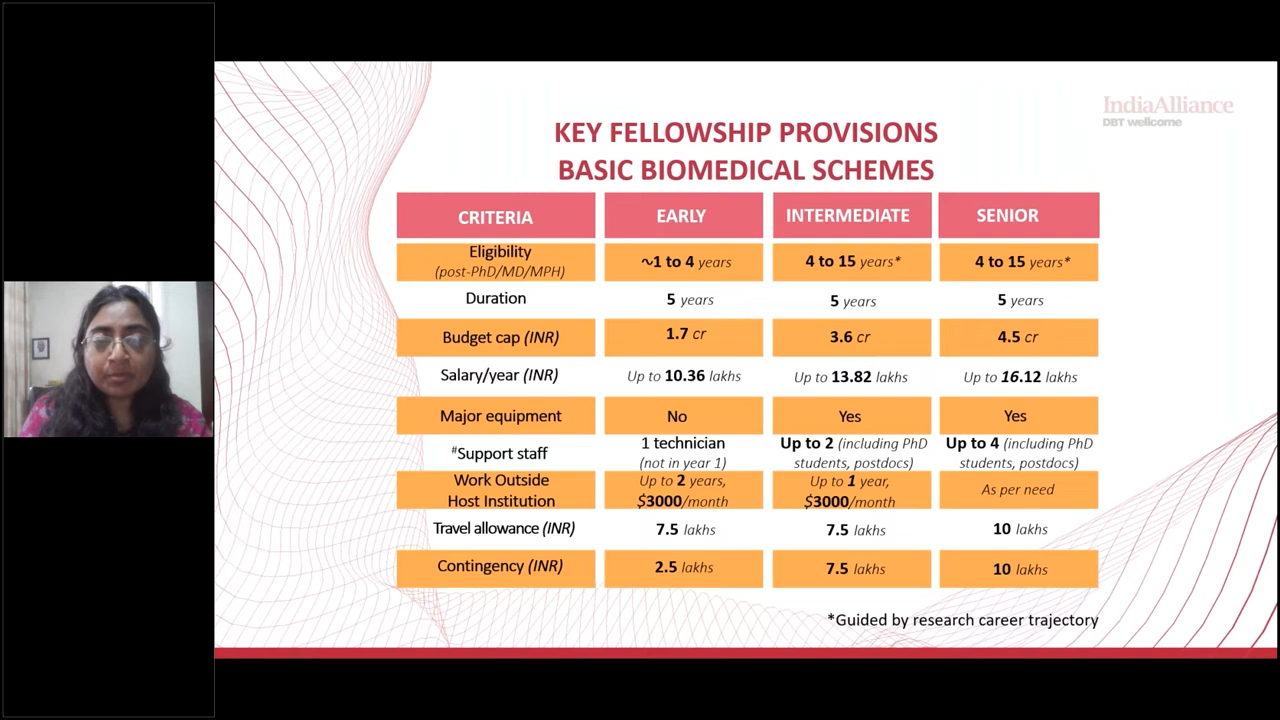 IndiaAlliance
DBT wellcome
KEY FELLOWSHIP PROVISIONS
BASIC BIOMEDICAL SCHEMES
CRITERIA EARLY INTERMEDIATE SENIOR
Eligibility
(post-PhD/MD/MPH) ~1 to 4 years 4 to 15 years* 4 to 15 years*
Duration 5 years 5 years 5 years
Budget cap (INR) 1.7 cr 3.6 cr 4.5 cr
Salary/year (INR) Up to 10.36 lakhs Up to 13.82 lakhs Up to 16.12 lakhs
Major equipment No Yes Yes
#Support staff 1 technician Up to 2 (including PhD Up to 4 (including PhD
(not in year 1) students, postdocs) students, postdocs)
Work Outside Up to 2 years, Up to 1 year, As per need
Host Institution $3000/month $3000/month
Travel allowance (INR) 7.5 lakhs 7.5 lakhs 10 lakhs
Contingency (INR) 2.5 lakhs 7.5 lakhs 10 lakhs
*Guided by research career trajectory